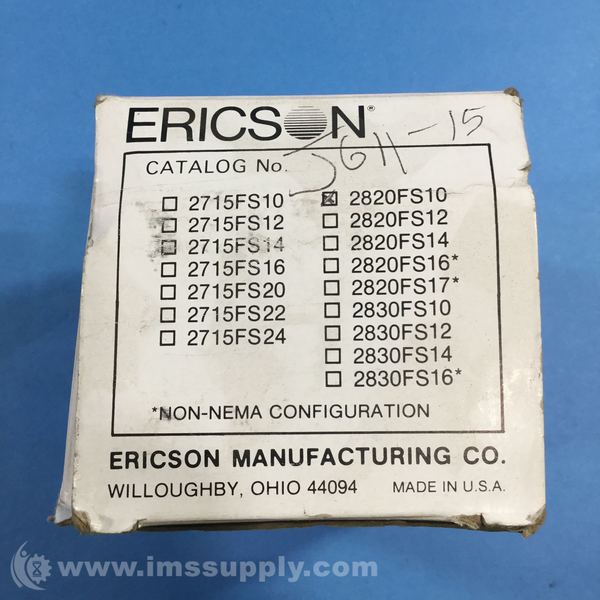 ERICSON®
CATALOG No. JGH-15
2715FS10
2715FS12
2715FS14
2715FS16
2715FS20
2715FS22
2715FS24
2820FS10
2820FS12
2820FS14
2820FS16*
2820FS17*
2830FS10
2830FS12
2830FS14
2830FS16*
*NON-NEMA CONFIGURATION
ERICSON MANUFACTURING CO.
WILLOUGHBY, OHIO 44094 MADE IN U.S.A.
www.imssupply.com